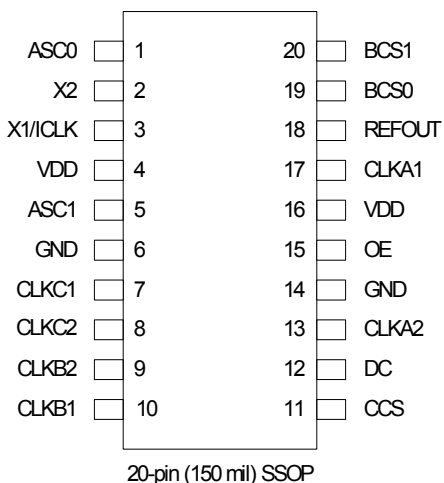 ASC0 1 20 BCS1
X2 2 19 BCS0
X1/ICLK 3 18 REFOUT
VDD 4 17 CLKA1
ASC1 5 16 VDD
GND 6 15 OE
CLKC1 7 14 GND
CLKC2 8 13 CLKA2
CLKB2 9 12 DC
CLKB1 10 11 CCS
20-pin (150 mil) SSOP